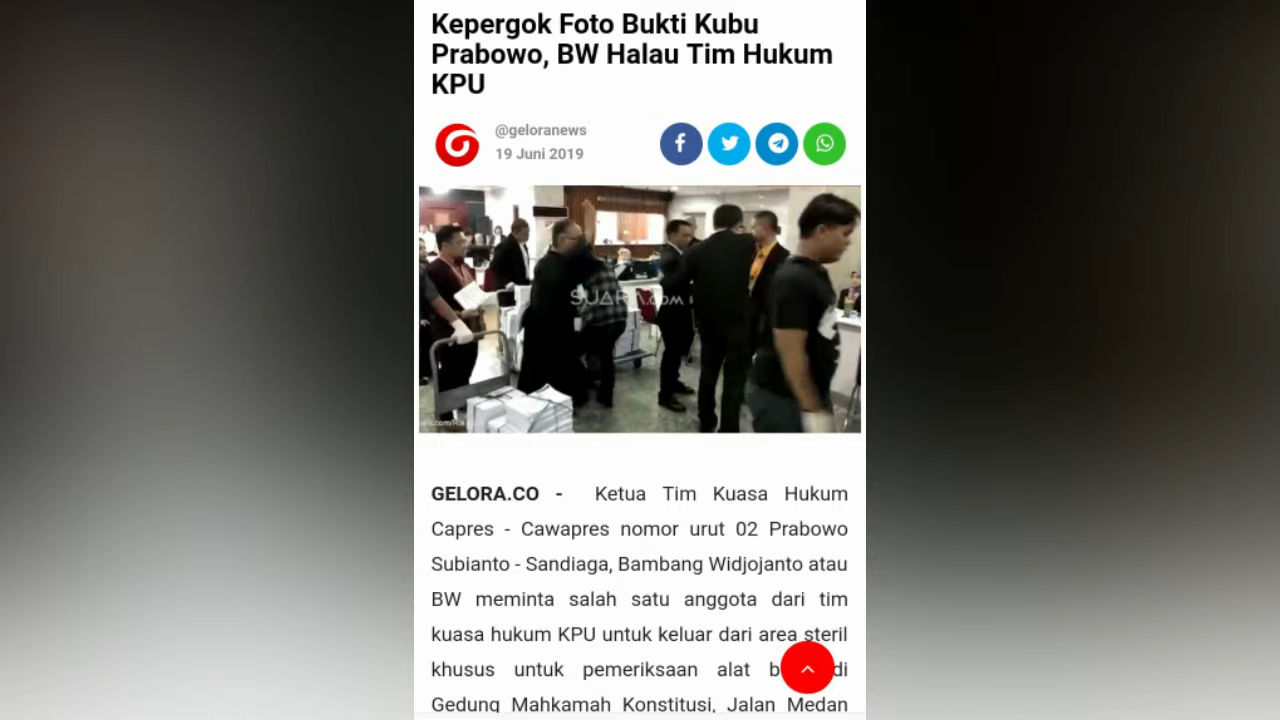 Kepergok Foto Bukti Kubu
Prabowo, BW Halau Tim Hukum
KPU
@geloranews
19 Juni 2019
SUARA.com
GELORA.CO - Ketua Tim Kuasa Hukum
Capres - Cawapres nomor urut 02 Prabowo
Subianto - Sandiaga, Bambang Widjojanto atau
BW meminta salah satu anggota dari tim
kuasa hukum KPU untuk keluar dari area steril
khusus untuk pemeriksaan alat b di
Gedung Mahkamah Konstitusi, Jalan Medan